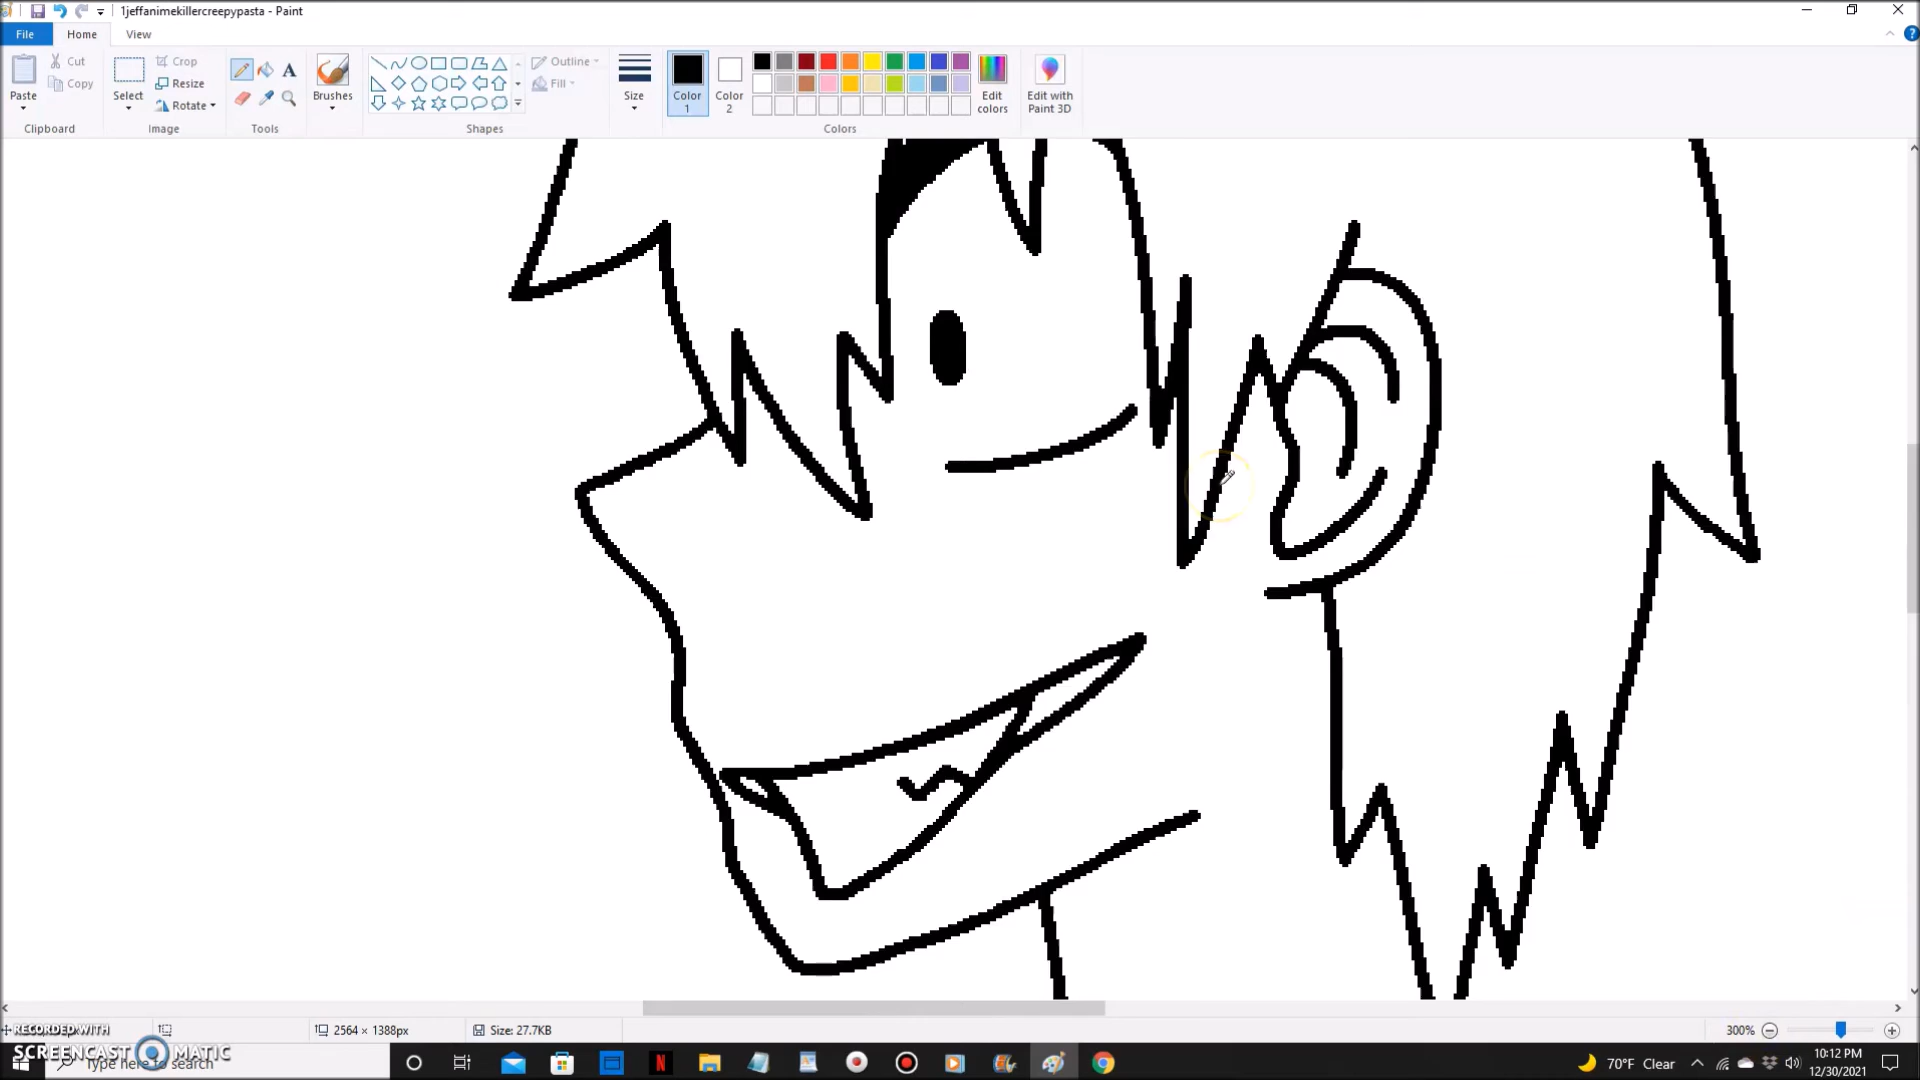 1jeffanimekillercreepypasta - Paint
File Home View
Paste Cut Copy Clipboard
Select Crop Resize Rotate Image
A Tools
Brushes
Shapes Outline Fill
Size
Color 1
Color 2
Colors
Edit colors
Edit with Paint 3D
?
2564 × 1388px
Size: 27.7KB
300%
RECORDED WITH
SCREENCAST MATIC
Type here to search
N
70°F Clear
10:12 PM
12/30/2021